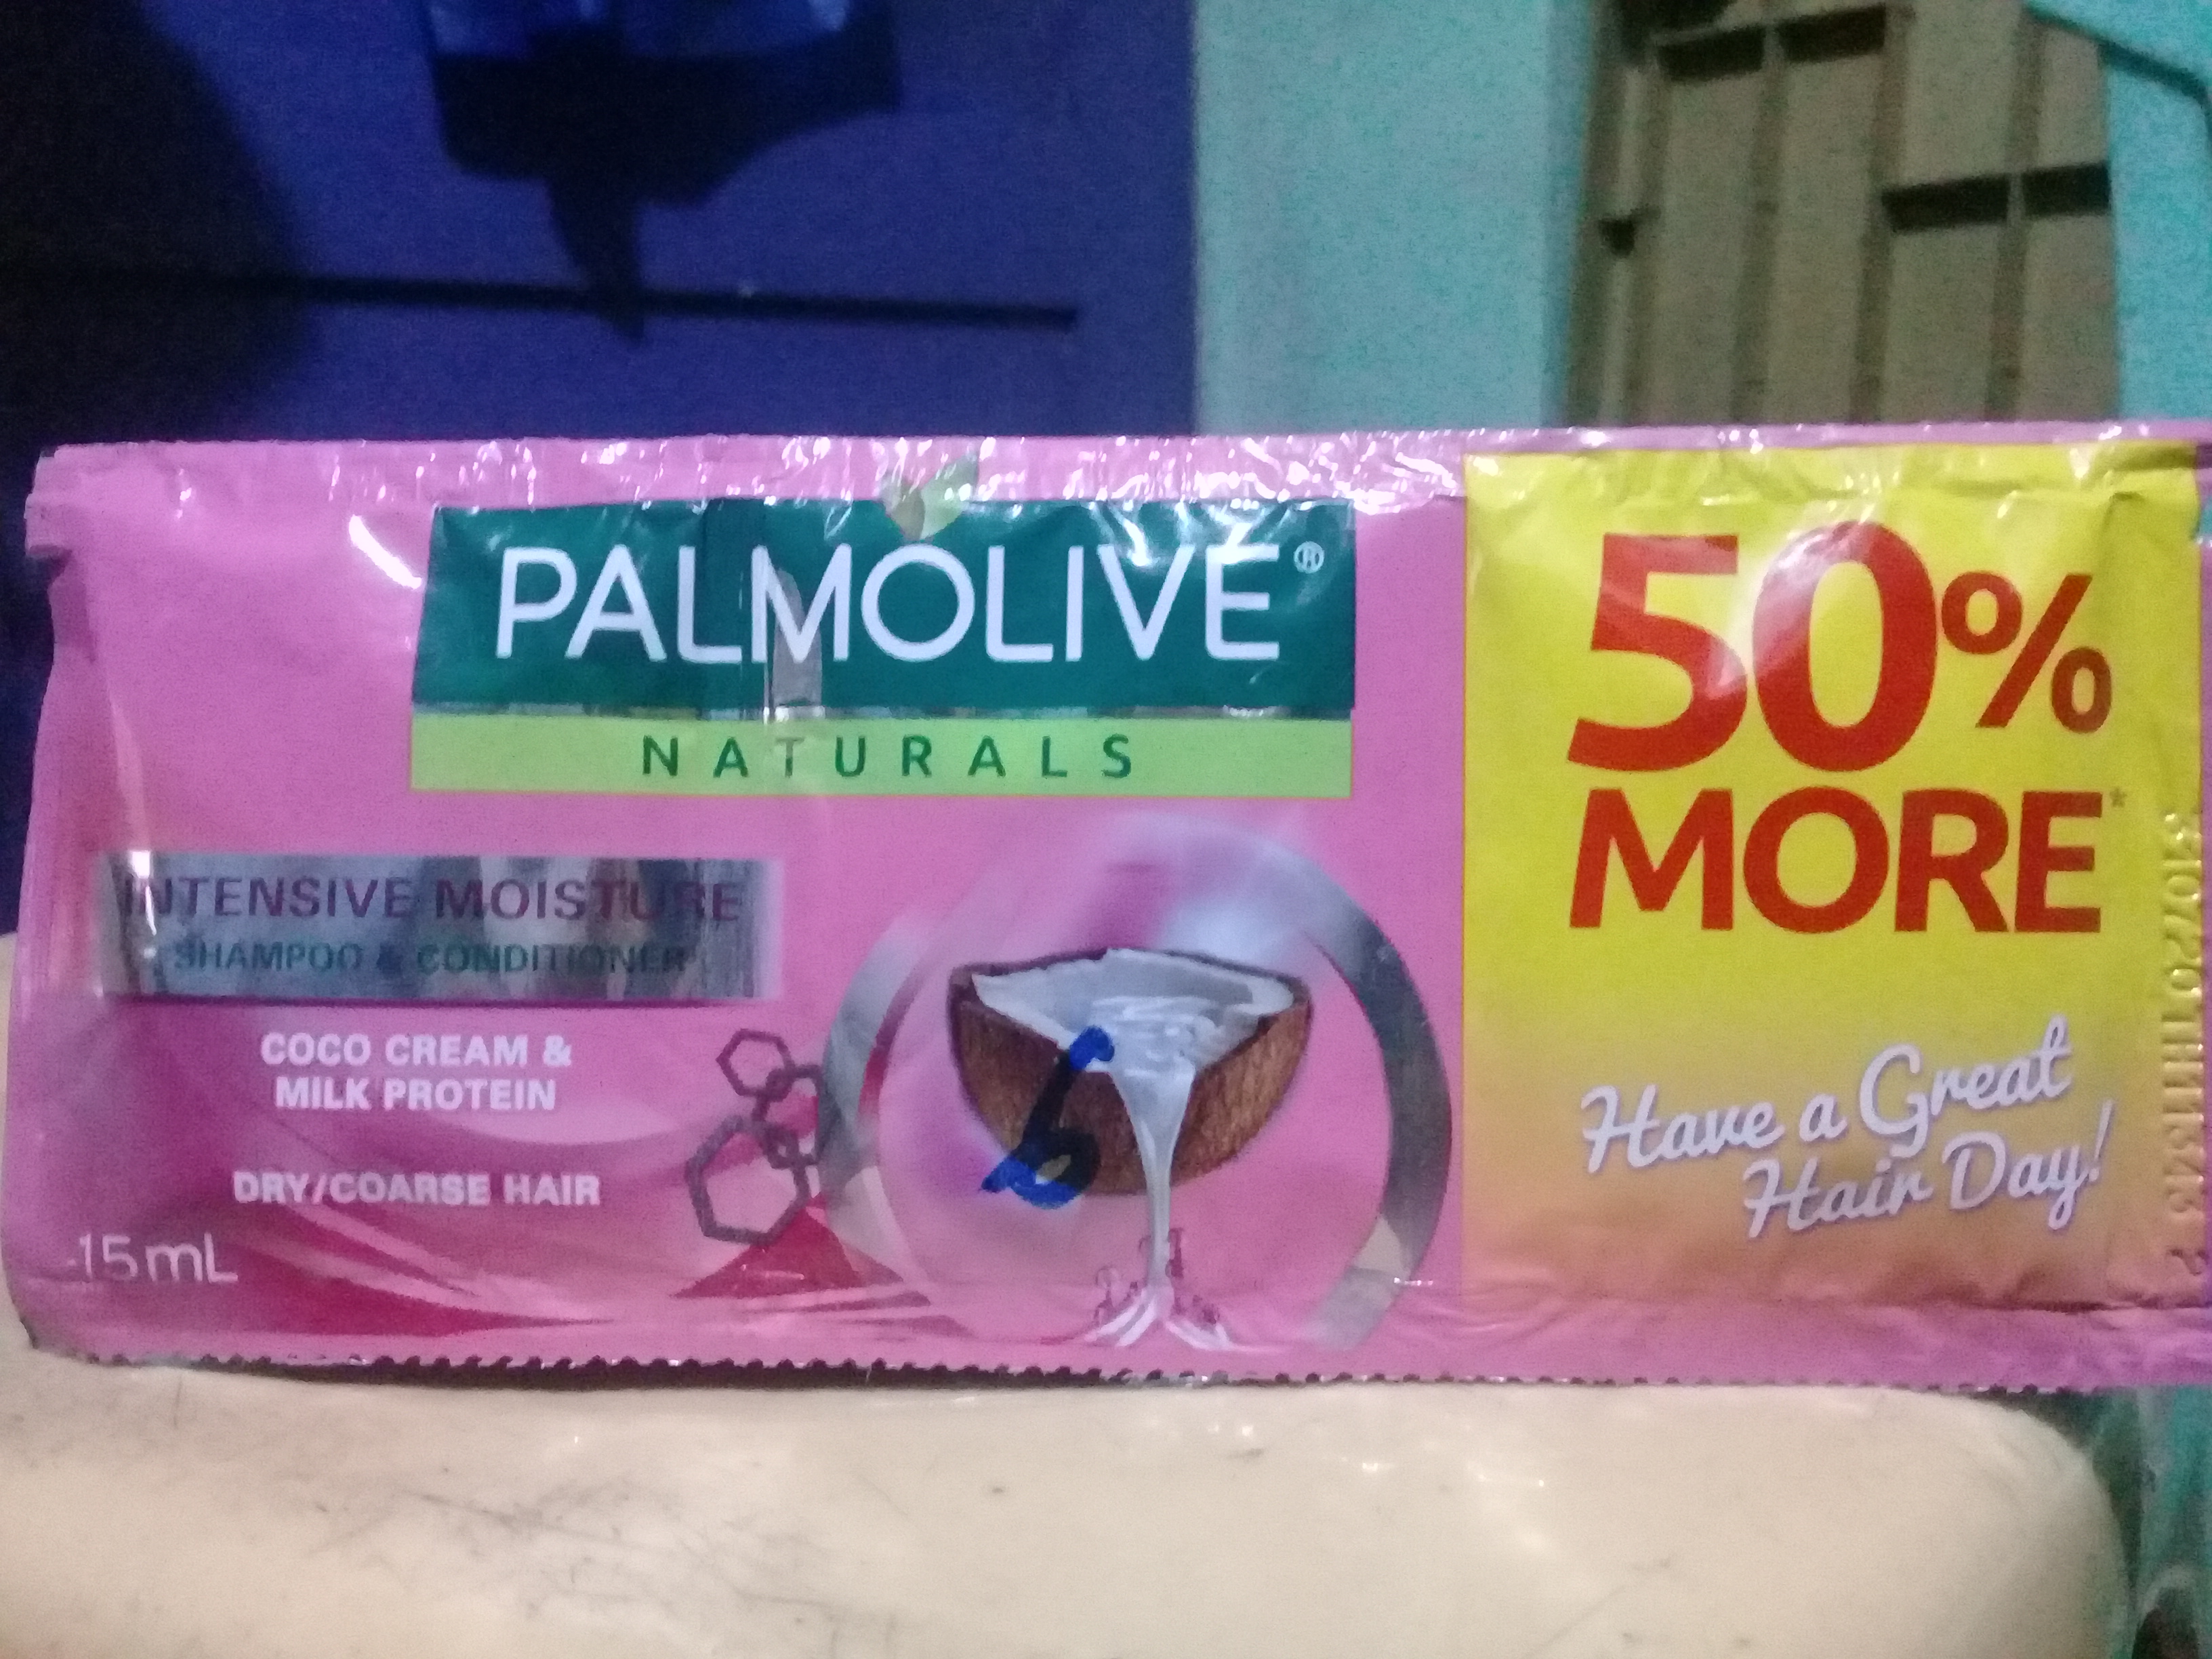 PALMOLIVE®
NATURALS
INTENSIVE MOISTURE
SHAMPOO & CONDITIONER
COCO CREAM &
MILK PROTEIN
DRY/COARSE HAIR
15mL
50%
MORE*
Have a Great
Hair Day!